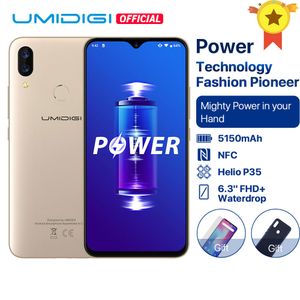 UMIDIGI OFFICIAL
Power
Technology
Fashion Pioneer
Mighty Power in your
Hand
5150mAh
NFC
Helio P35
6.3'' FHD+
Waterdrop
UMIDIGI
POWER
Gift
Gift